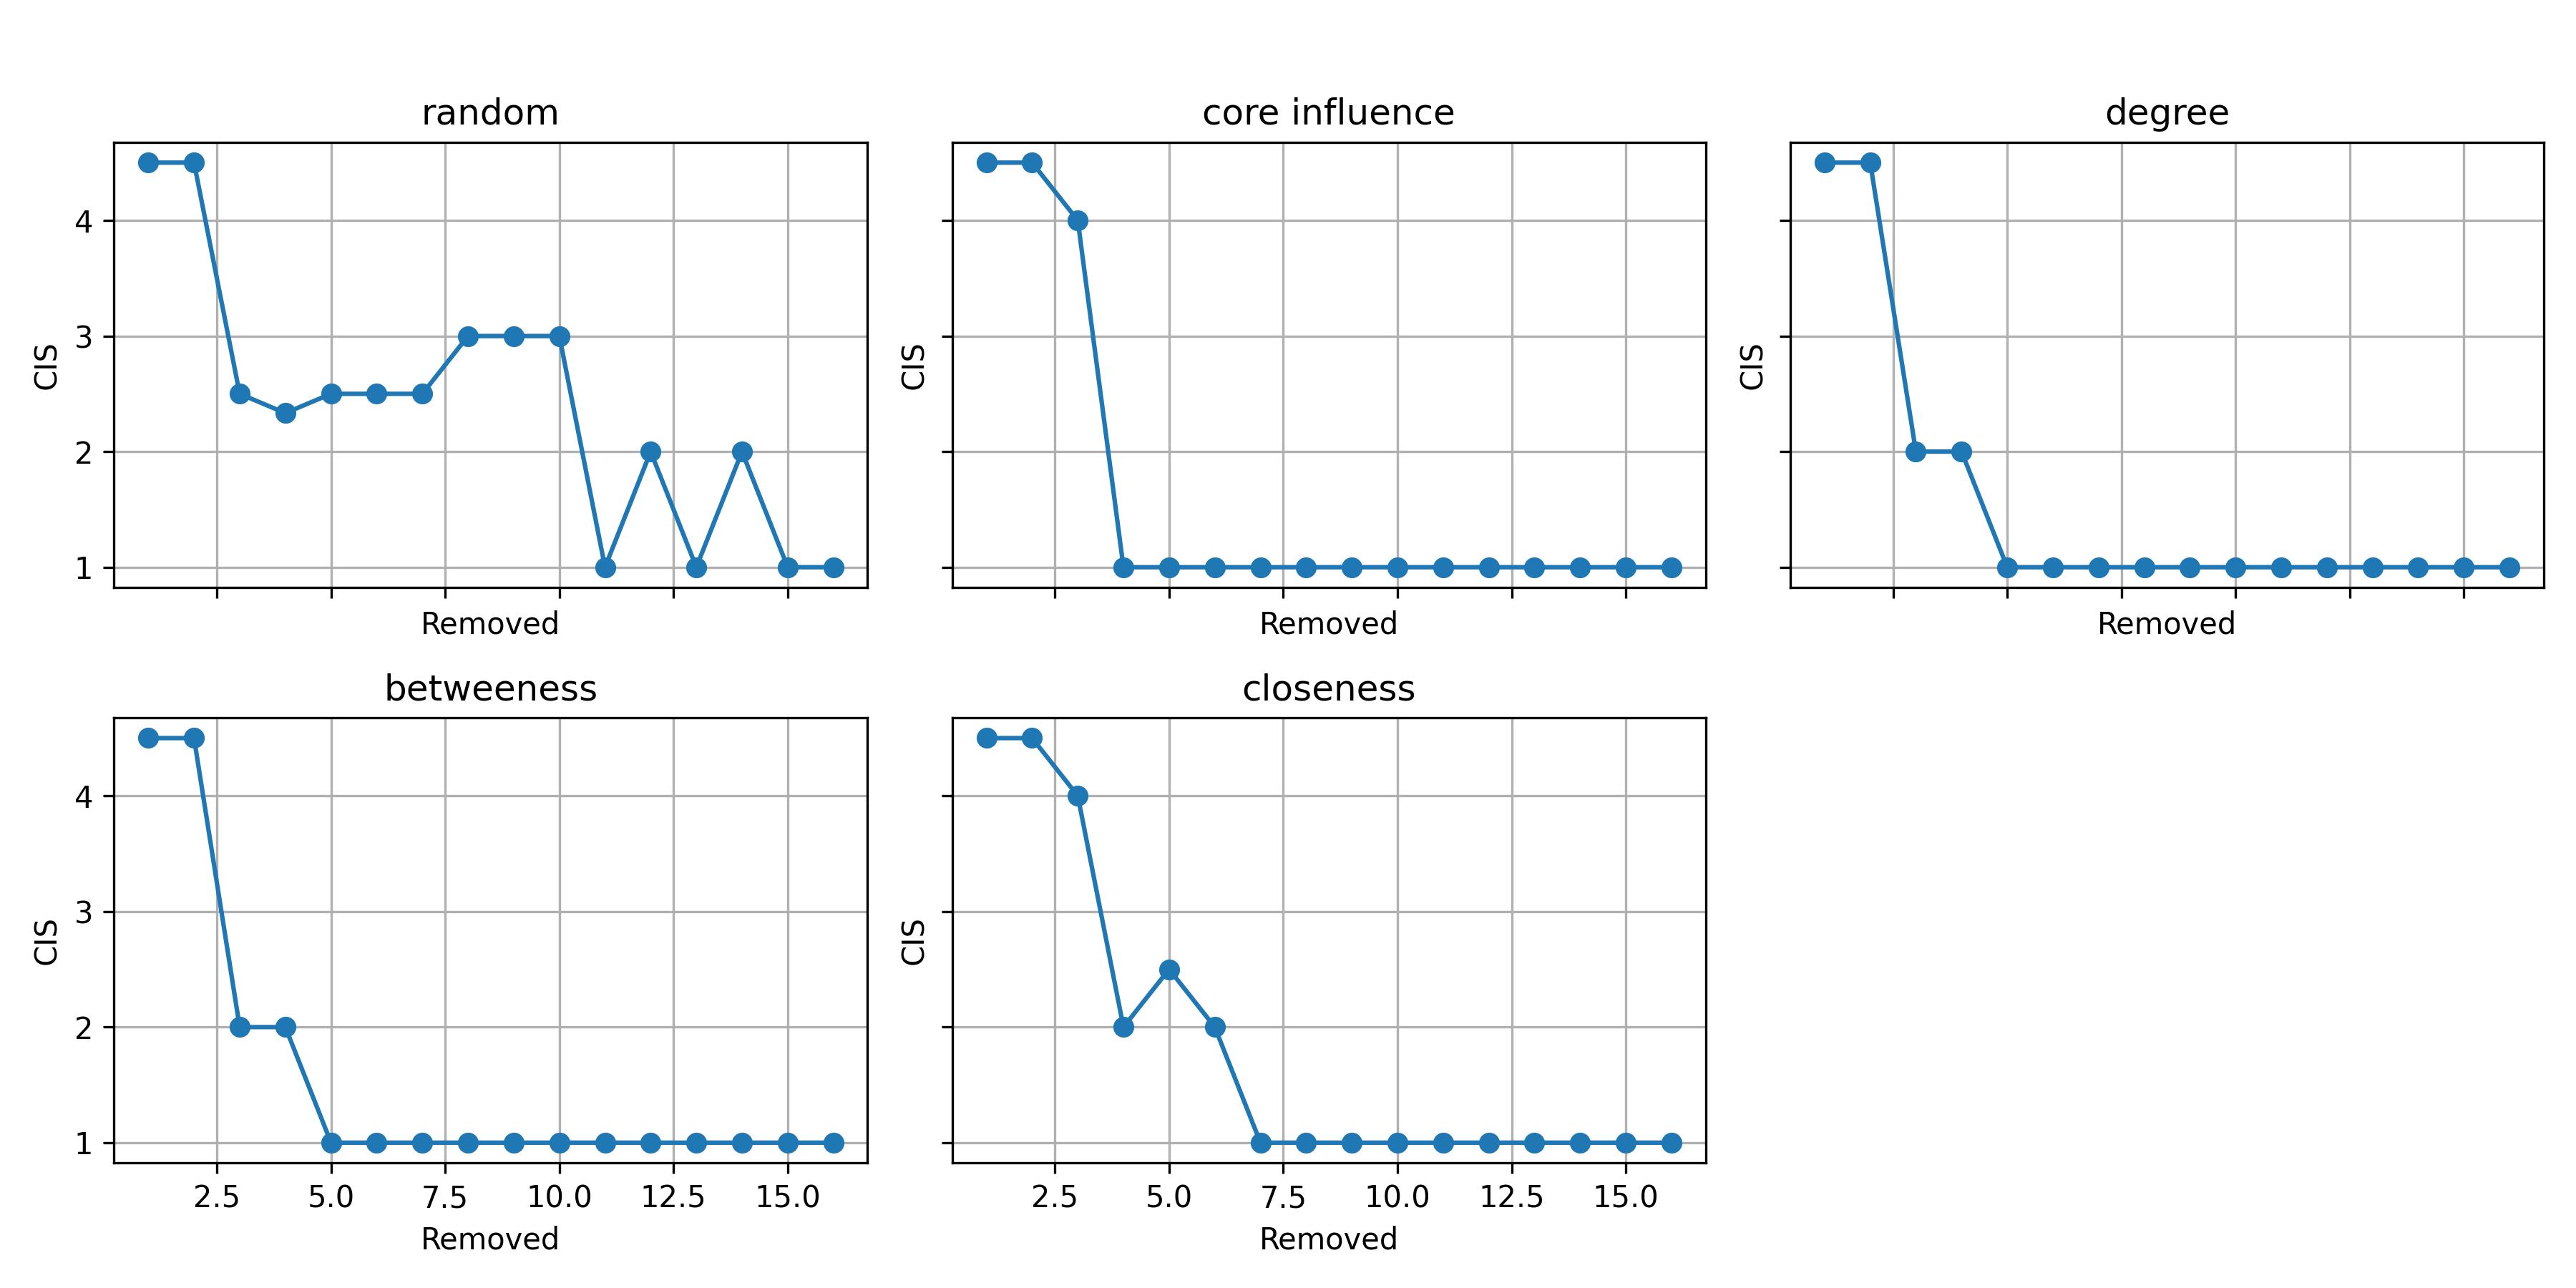 random
core influence
degree
4
3
2
1
CIS
CIS
CIS
Removed
Removed
Removed
betweeness
closeness
4
3
2
1
CIS
CIS
2.5 5.0 7.5 10.0 12.5 15.0
2.5 5.0 7.5 10.0 12.5 15.0
Removed
Removed